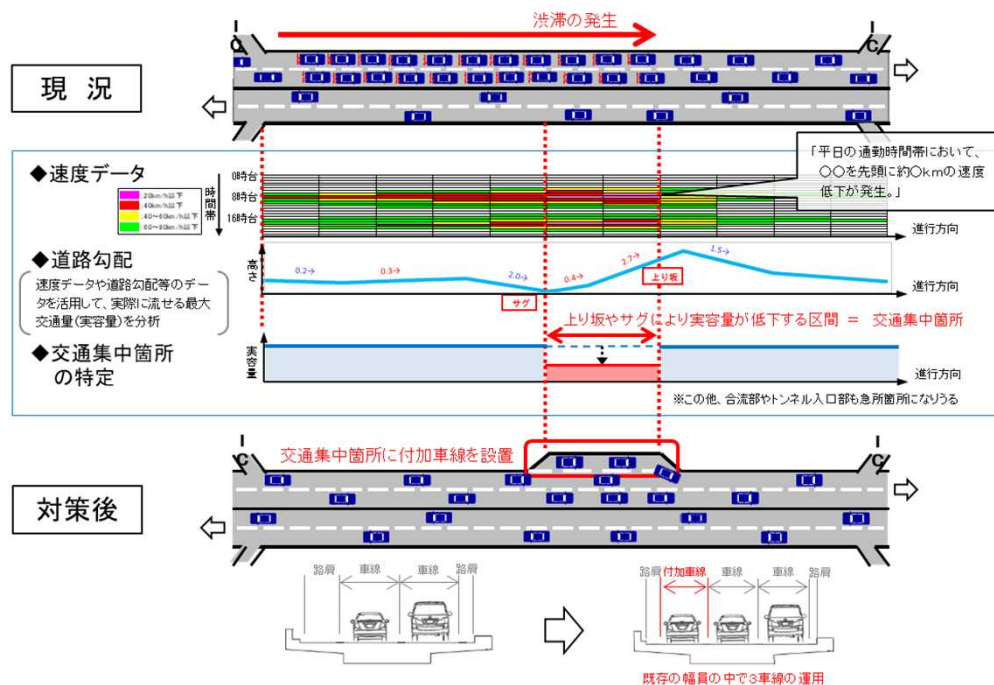 渋滞の発生
I
C
I
C
現 況
◆速度データ
:20km/h以下
:40km/h以下
:40～60km/h以下
:60～80km/h以下
時間帯
0時台
8時台
16時台
進行方向
「平日の通勤時間帯において、
○○を先頭に約○kmの速度
低下が発生。」
◆道路勾配
速度データや道路勾配等のデー
タを活用して、実際に流せる最大
交通量(実容量)を分析
高さ
0.2→
0.3→
2.0→
0.4→
2.7→
1.5→
サグ
上り坂
進行方向
上り坂やサグにより実容量が低下する区間 ＝ 交通集中箇所
◆交通集中箇所
の特定
実容量
進行方向
※この他、合流部やトンネル入口部も急所箇所になりうる
交通集中箇所に付加車線を設置
I
C
I
C
対策後
路肩 車線 車線 路肩
路肩 付加車線 車線 車線 路肩
既存の幅員の中で3車線の運用